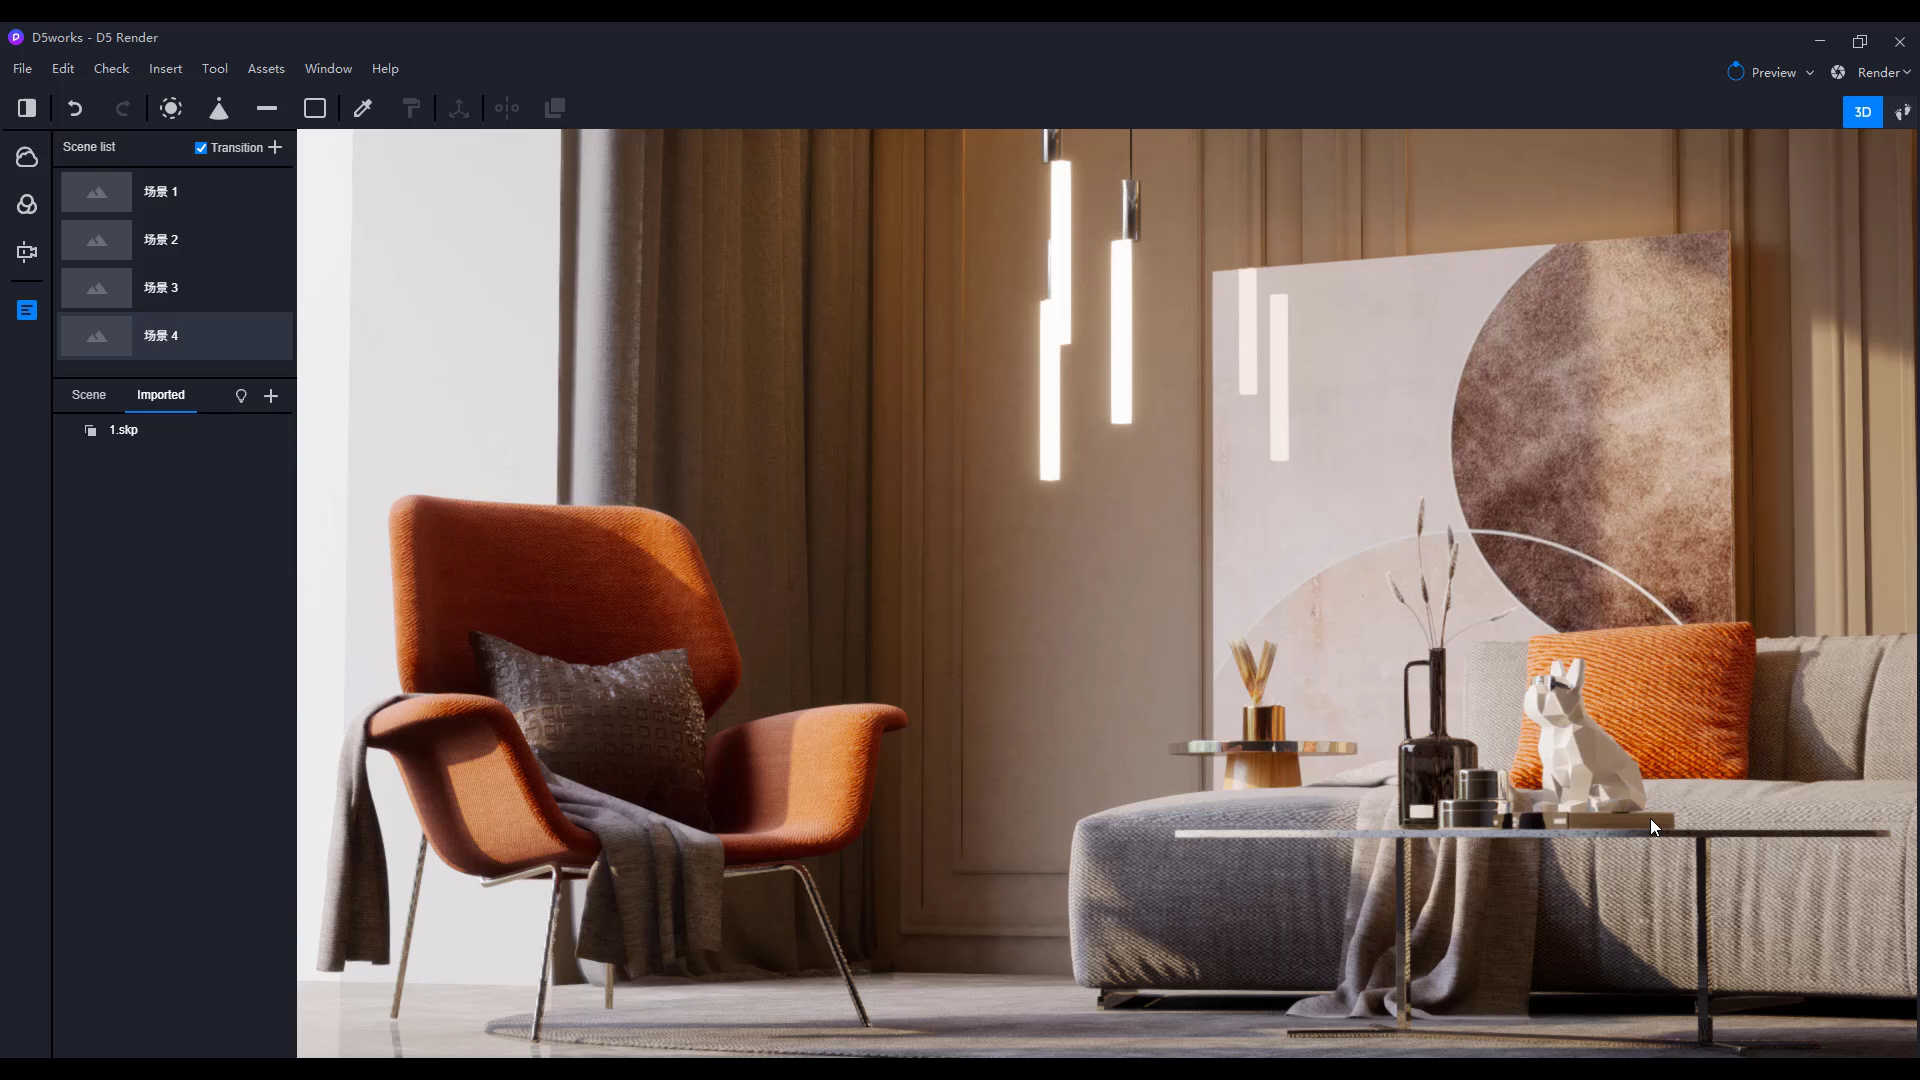 D5works - D5 Render
File Edit Check Insert Tool Assets Window Help
Preview Render
3D
Scene list Transition
场景 1
场景 2
场景 3
场景 4
Scene Imported
1.skp